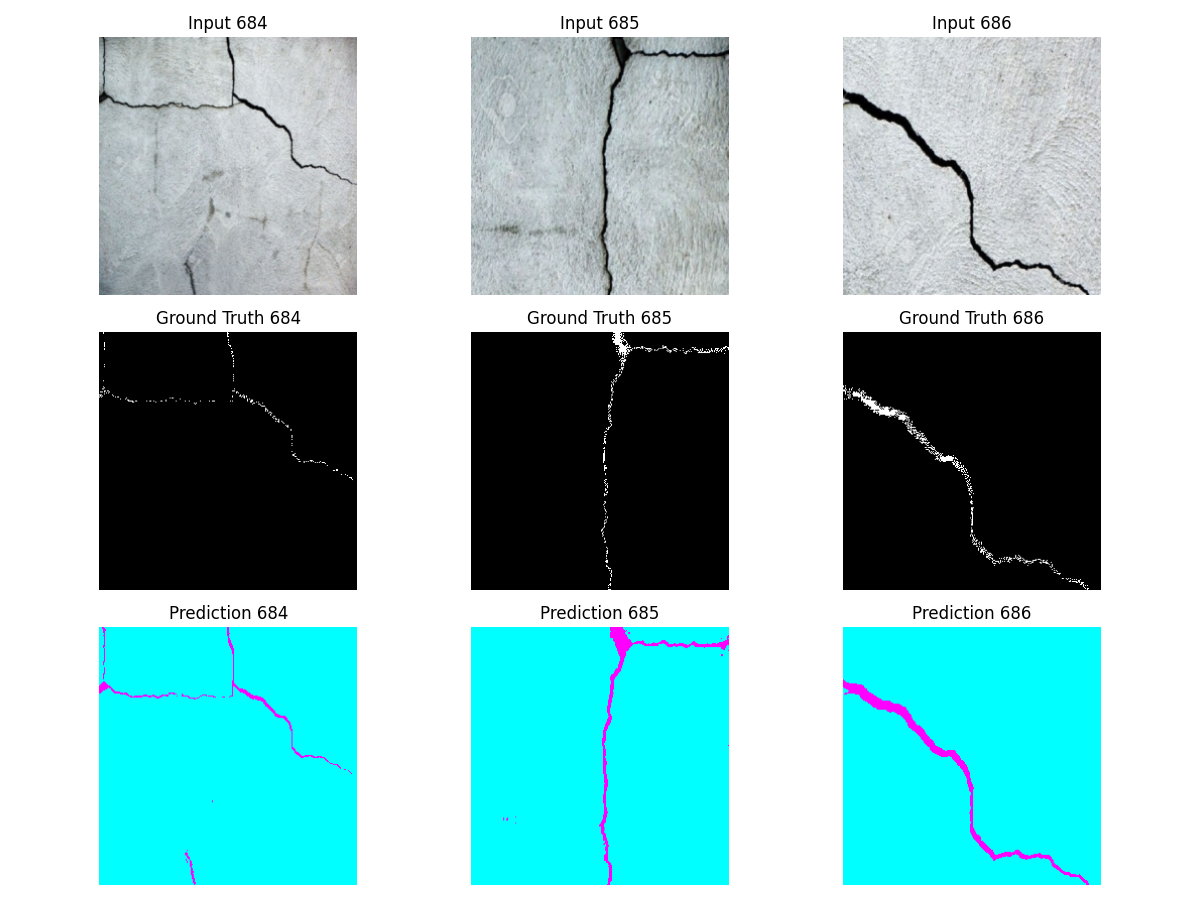 Input 684
Input 685
Input 686
Ground Truth 684
Ground Truth 685
Ground Truth 686
Prediction 684
Prediction 685
Prediction 686